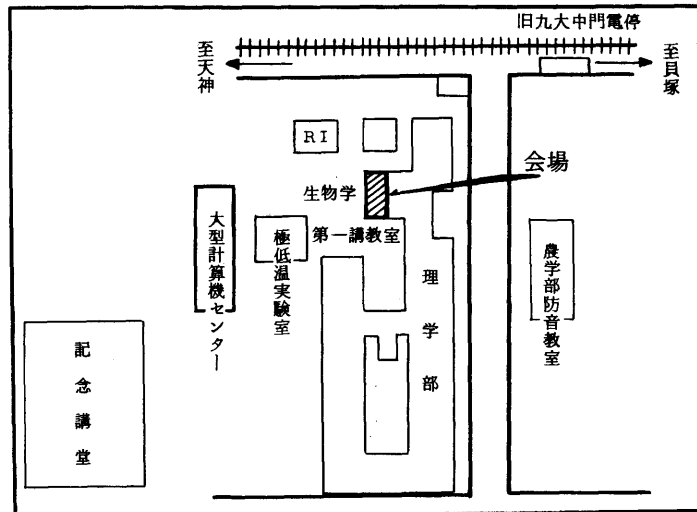 旧九大中門電停
至天神
至貝塚
RI
会場
生物学
第一講教室
大型計算機センター
極低温実験室
理学部
農学部防音教室
記念講堂